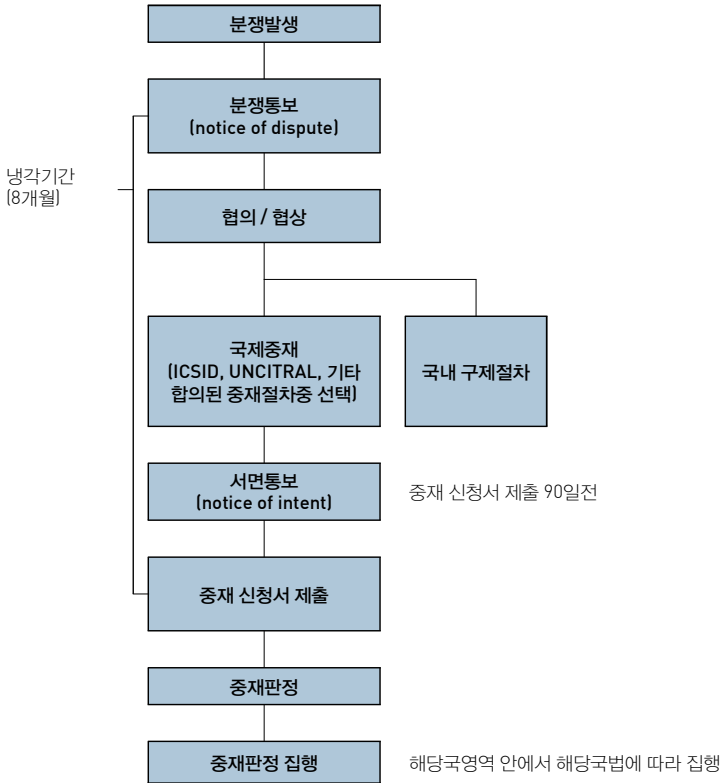 분쟁발생
분쟁통보
(notice of dispute)
냉각기간
(8개월)
협의 / 협상
국제중재
(ICSID, UNCITRAL, 기타
합의된 중재절차중 선택)
국내 구제절차
서면통보
(notice of intent)
중재 신청서 제출 90일전
중재 신청서 제출
중재판정
중재판정 집행
해당국영역 안에서 해당국법에 따라 집행